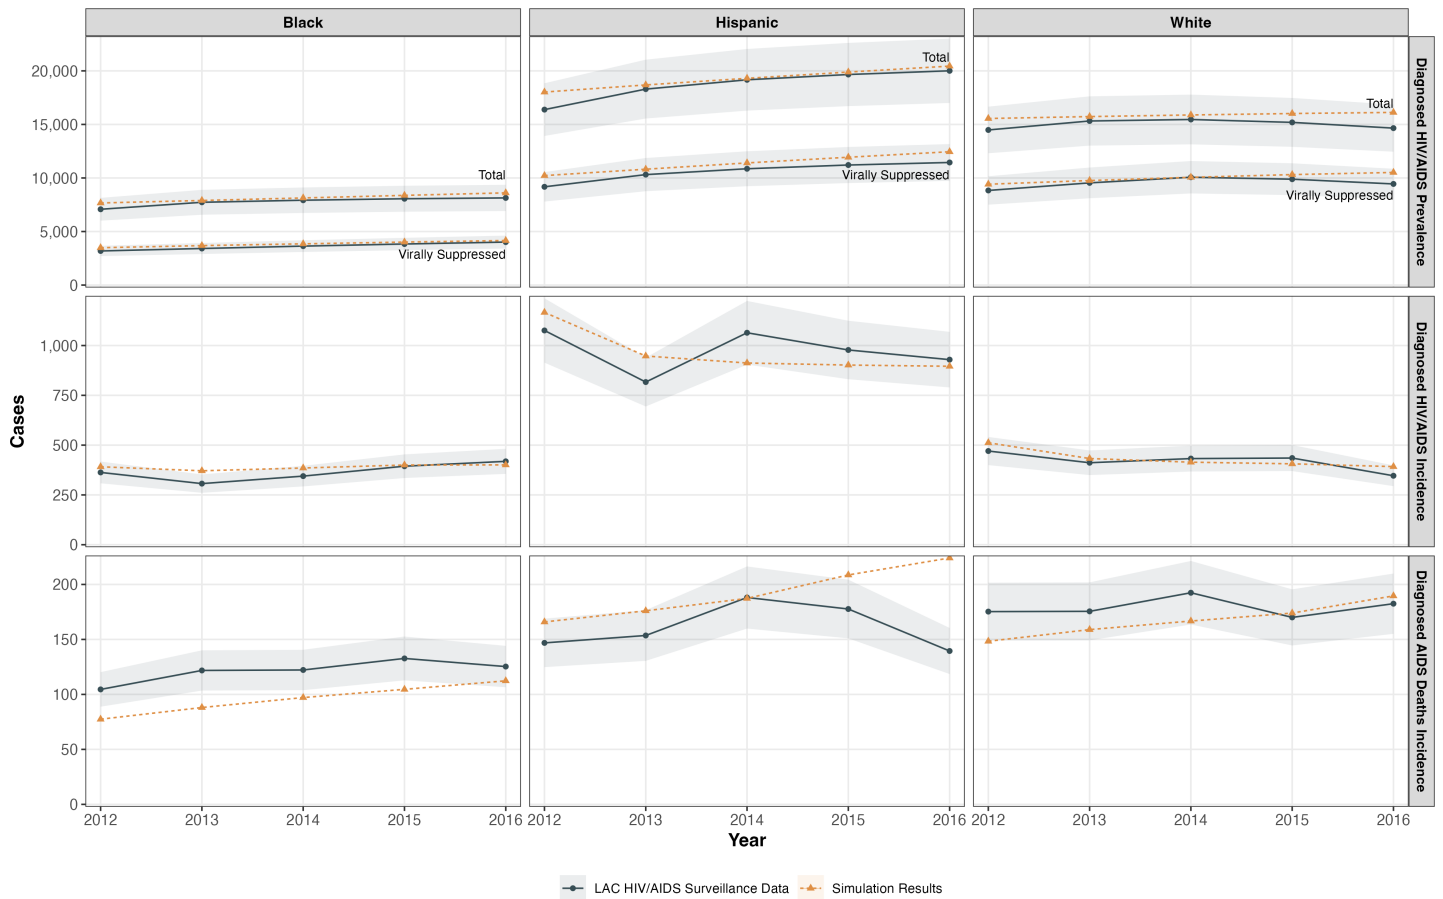 Black
Hispanic
White
20,000
15,000
10,000
5,000
0
Total
Virally Suppressed
Total
Virally Suppressed
Total
Virally Suppressed
Diagnosed HIV/AIDS Prevalence
1,000
750
500
250
0
Diagnosed HIV/AIDS Incidence
200
150
100
50
0
Diagnosed AIDS Deaths Incidence
Cases
2012 2013 2014 2015 2016
2012 2013 2014 2015 2016
2012 2013 2014 2015 2016
Year
LAC HIV/AIDS Surveillance Data
Simulation Results